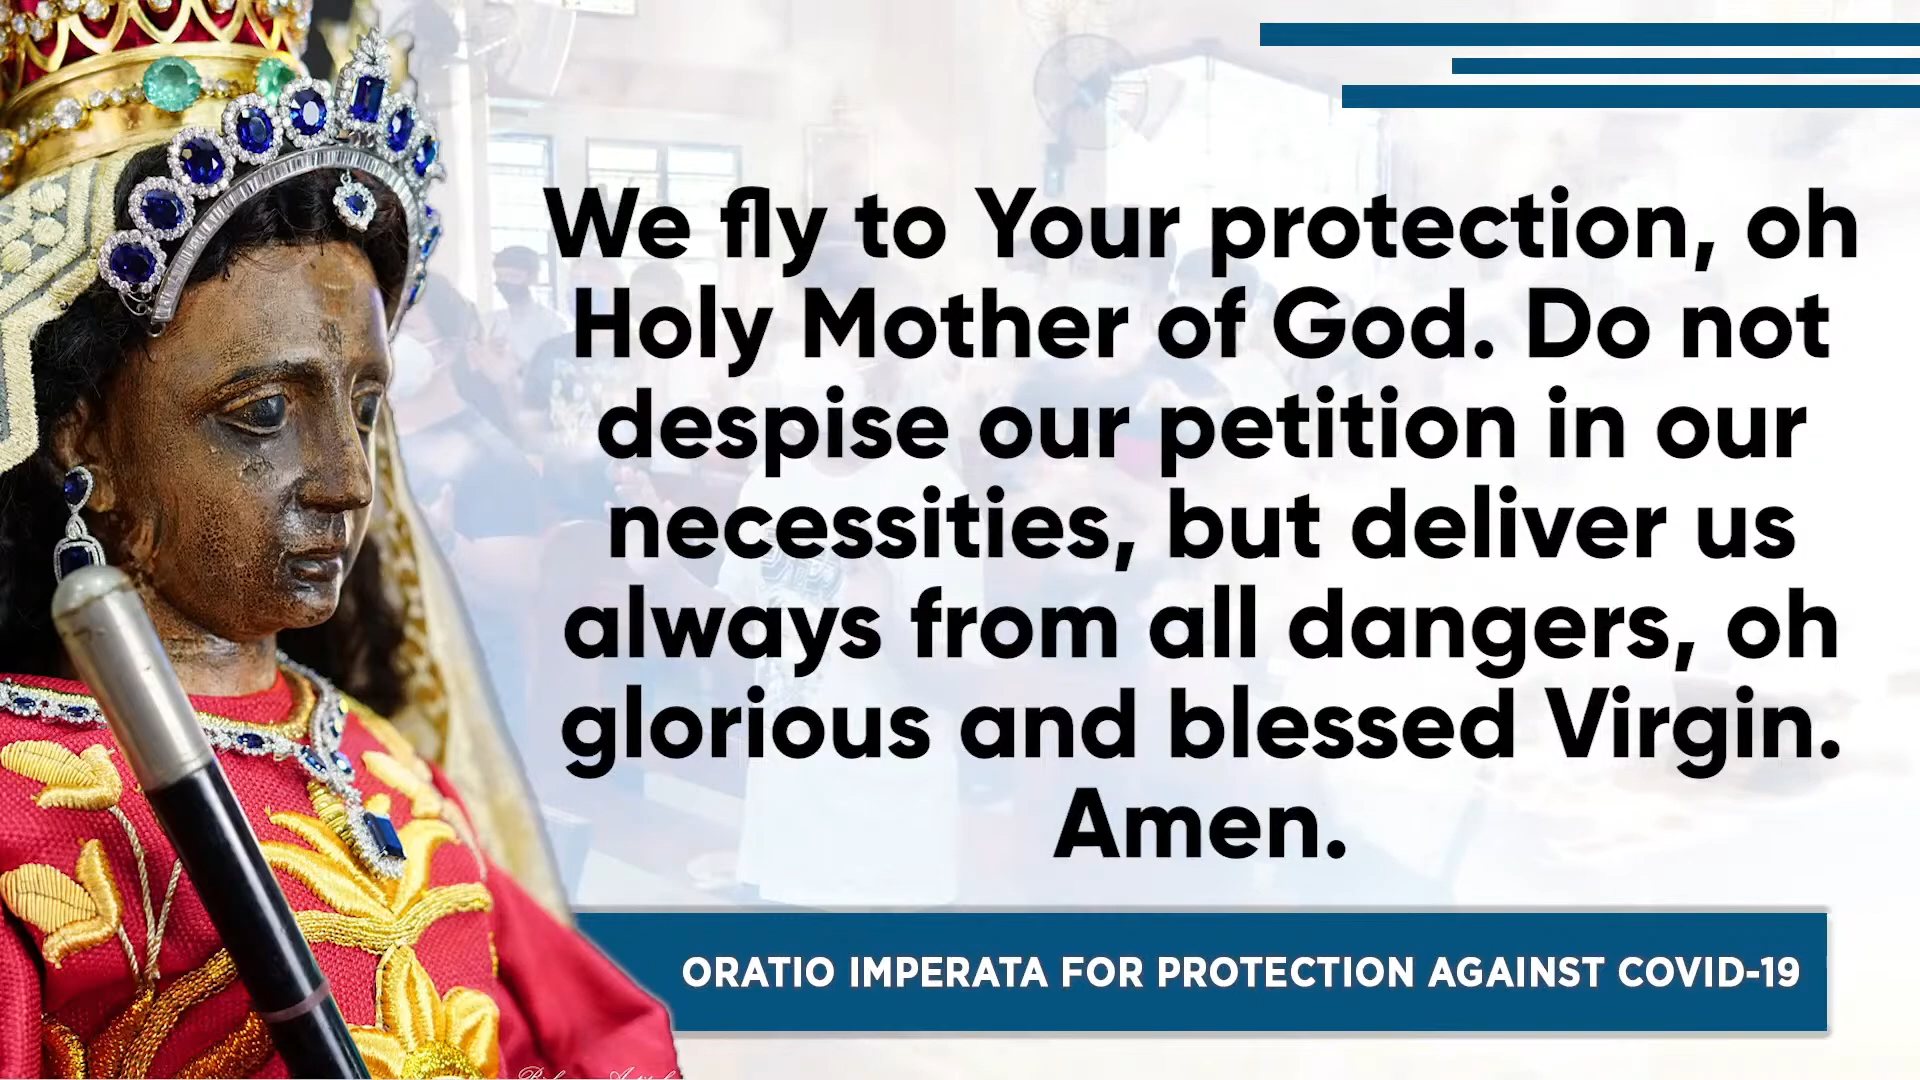 We fly to Your protection, oh
Holy Mother of God. Do not
despise our petition in our
necessities, but deliver us
always from all dangers, oh
glorious and blessed Virgin.
Amen.
ORATIO IMPERATA FOR PROTECTION AGAINST COVID-19